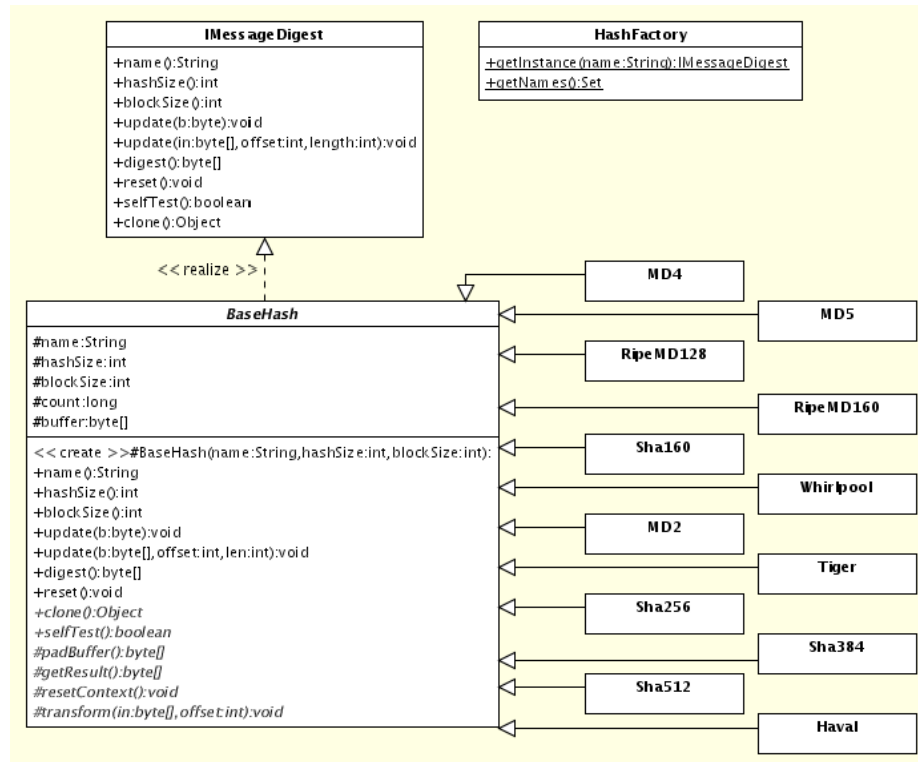 IMessageDigest
+name():String
+hashSize():int
+blockSize():int
+update(b:byte):void
+update(in:byte[],offset:int,length:int):void
+digest():byte[]
+reset():void
+selfTest():boolean
+clone():Object
HashFactory
+getInstance(name:String):IMessageDigest
+getNames():Set
<< realize >>
BaseHash
#name:String
#hashSize:int
#blockSize:int
#count:long
#buffer:byte[]
<< create >>#BaseHash(name:String,hashSize:int,blockSize:int):
+name():String
+hashSize():int
+blockSize():int
+update(b:byte):void
+update(b:byte[],offset:int,len:int):void
+digest():byte[]
+reset():void
+clone():Object
+selfTest():boolean
#padBuffer():byte[]
#getResult():byte[]
#resetContext():void
#transform(in:byte[],offset:int):void
MD4
MD5
RipeMD128
RipeMD160
Sha160
Whirlpool
MD2
Tiger
Sha256
Sha384
Sha512
Haval